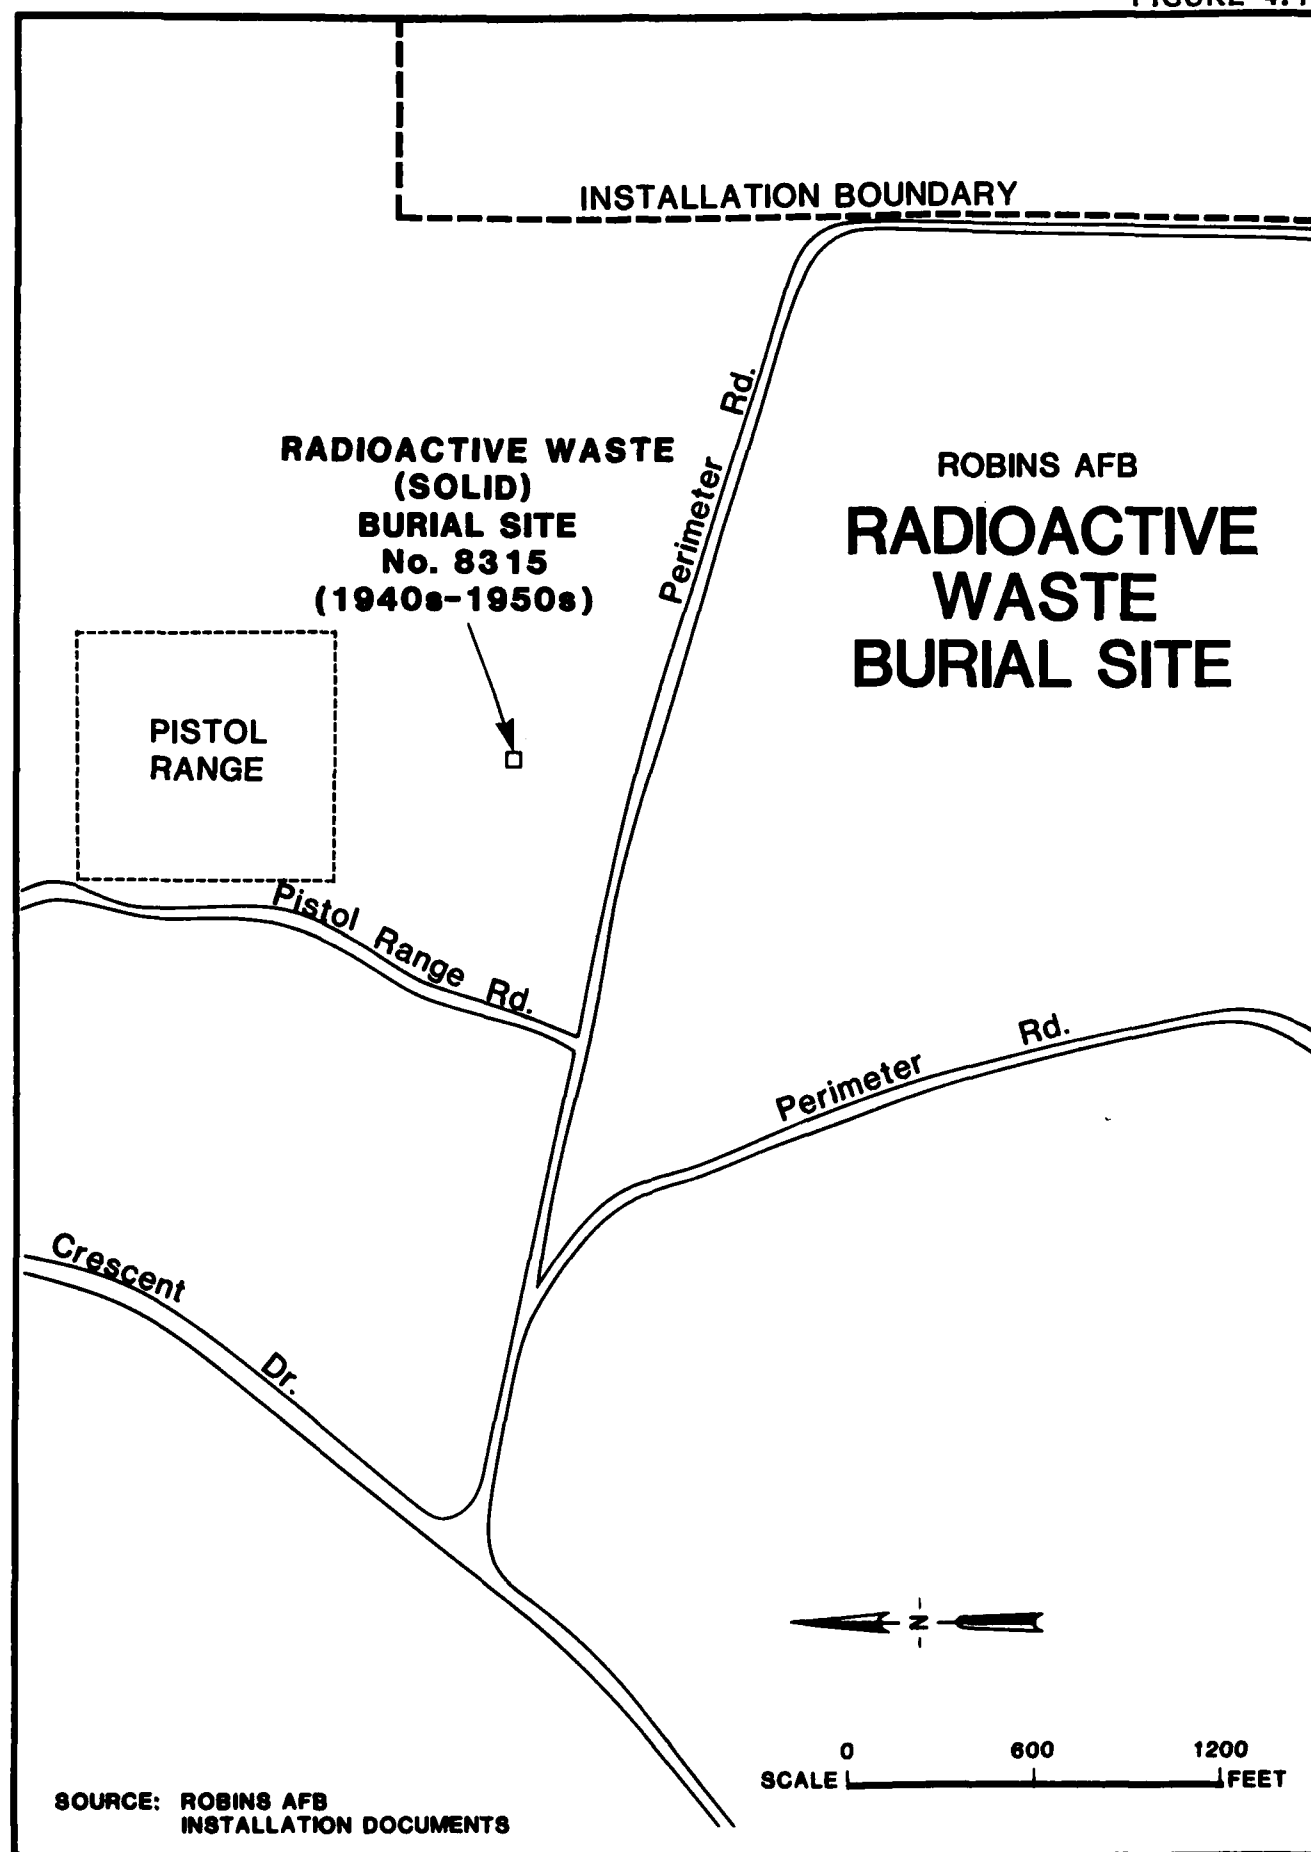 INSTALLATION BOUNDARY
Perimeter Rd.
RADIOACTIVE WASTE
(SOLID)
BURIAL SITE
No. 8315
(1940s-1950s)
ROBINS AFB
RADIOACTIVE
WASTE
BURIAL SITE
PISTOL
RANGE
Pistol Range Rd.
Perimeter Rd.
Crescent Dr.
N
0 600 1200
SCALE FEET
SOURCE: ROBINS AFB
INSTALLATION DOCUMENTS